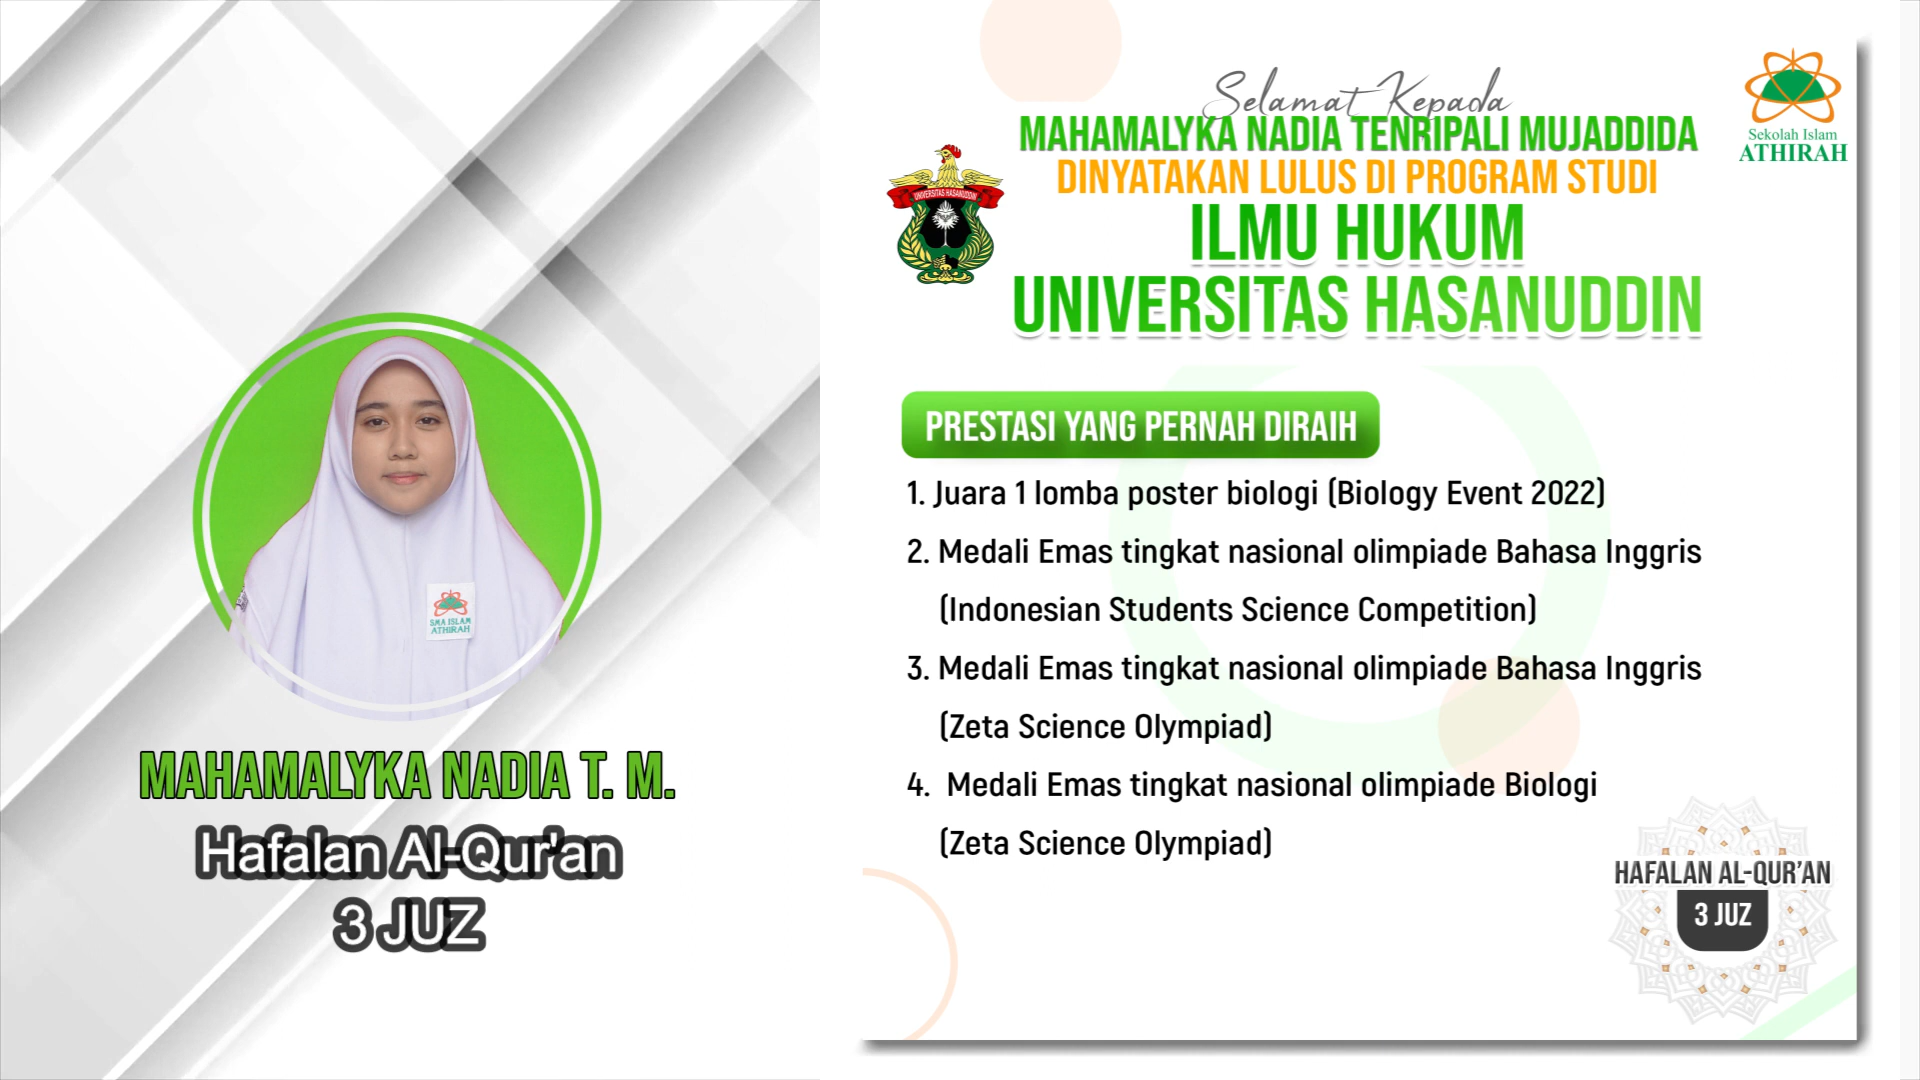 SMA ISLAM
ATHIRAH
MAHAMALYKA NADIA T. M.
Hafalan Al-Qur'an
3 JUZ
Selamat Kepada
MAHAMALYKA NADIA TENRIPALI MUJADDIDA
DINYATAKAN LULUS DI PROGRAM STUDI
ILMU HUKUM
UNIVERSITAS HASANUDDIN
UNIVERSITAS HASANUDDIN
Sekolah Islam
ATHIRAH
PRESTASI YANG PERNAH DIRAIH
1. Juara 1 lomba poster biologi (Biology Event 2022)
2. Medali Emas tingkat nasional olimpiade Bahasa Inggris
(Indonesian Students Science Competition)
3. Medali Emas tingkat nasional olimpiade Bahasa Inggris
(Zeta Science Olympiad)
4. Medali Emas tingkat nasional olimpiade Biologi
(Zeta Science Olympiad)
HAFALAN AL-QUR'AN
3 JUZ